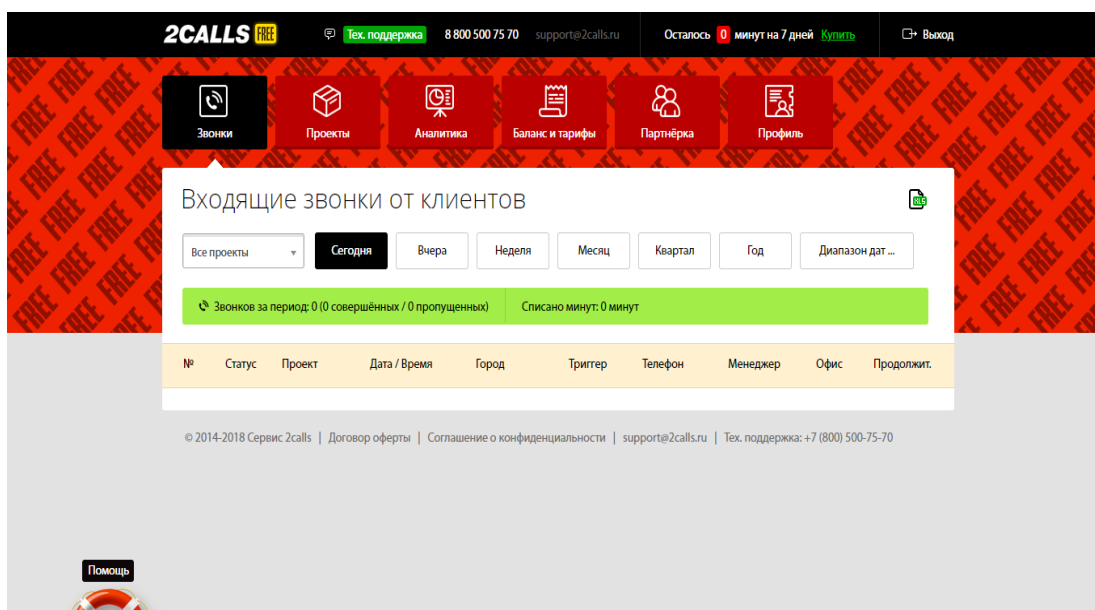 2CALLS FREE Тех. поддержка 8 800 500 75 70 support@2calls.ru Осталось 0 минут на 7 дней Купить Выход
Звонки Проекты Аналитика Баланс и тарифы Партнёрка Профиль
Входящие звонки от клиентов XLS
Все проекты Сегодня Вчера Неделя Месяц Квартал Год Диапазон дат ...
Звонков за период: 0 (0 совершённых / 0 пропущенных) Списано минут: 0 минут
№ Статус Проект Дата / Время Город Триггер Телефон Менеджер Офис Продолжит.
© 2014-2018 Сервис 2calls | Договор оферты | Соглашение о конфиденциальности | support@2calls.ru | Тех. поддержка: +7 (800) 500-75-70
Помощь